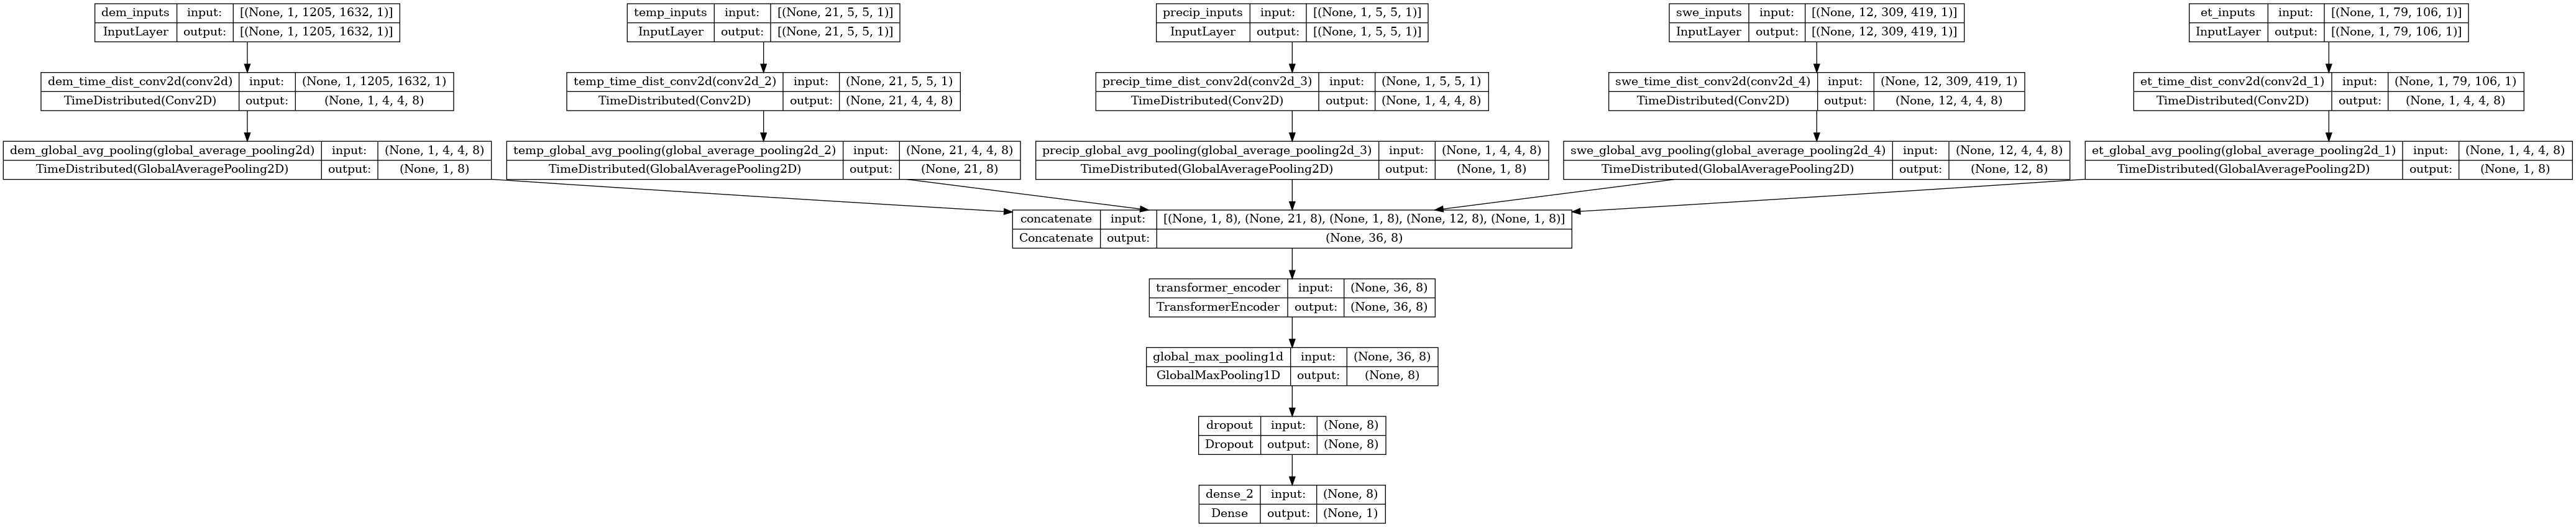 dem_inputs input: [(None, 1, 1205, 1632, 1)]
InputLayer output: [(None, 1, 1205, 1632, 1)]
temp_inputs input: [(None, 21, 5, 5, 1)]
InputLayer output: [(None, 21, 5, 5, 1)]
precip_inputs input: [(None, 1, 5, 5, 1)]
InputLayer output: [(None, 1, 5, 5, 1)]
swe_inputs input: [(None, 12, 309, 419, 1)]
InputLayer output: [(None, 12, 309, 419, 1)]
et_inputs input: [(None, 1, 79, 106, 1)]
InputLayer output: [(None, 1, 79, 106, 1)]
dem_time_dist_conv2d(conv2d) input: (None, 1, 1205, 1632, 1)
TimeDistributed(Conv2D) output: (None, 1, 4, 4, 8)
temp_time_dist_conv2d(conv2d_2) input: (None, 21, 5, 5, 1)
TimeDistributed(Conv2D) output: (None, 21, 4, 4, 8)
precip_time_dist_conv2d(conv2d_3) input: (None, 1, 5, 5, 1)
TimeDistributed(Conv2D) output: (None, 1, 4, 4, 8)
swe_time_dist_conv2d(conv2d_4) input: (None, 12, 309, 419, 1)
TimeDistributed(Conv2D) output: (None, 12, 4, 4, 8)
et_time_dist_conv2d(conv2d_1) input: (None, 1, 79, 106, 1)
TimeDistributed(Conv2D) output: (None, 1, 4, 4, 8)
dem_global_avg_pooling(global_average_pooling2d) input: (None, 1, 4, 4, 8)
TimeDistributed(GlobalAveragePooling2D) output: (None, 1, 8)
temp_global_avg_pooling(global_average_pooling2d_2) input: (None, 21, 4, 4, 8)
TimeDistributed(GlobalAveragePooling2D) output: (None, 21, 8)
precip_global_avg_pooling(global_average_pooling2d_3) input: (None, 1, 4, 4, 8)
TimeDistributed(GlobalAveragePooling2D) output: (None, 1, 8)
swe_global_avg_pooling(global_average_pooling2d_4) input: (None, 12, 4, 4, 8)
TimeDistributed(GlobalAveragePooling2D) output: (None, 12, 8)
et_global_avg_pooling(global_average_pooling2d_1) input: (None, 1, 4, 4, 8)
TimeDistributed(GlobalAveragePooling2D) output: (None, 1, 8)
concatenate input: [(None, 1, 8), (None, 21, 8), (None, 1, 8), (None, 12, 8), (None, 1, 8)]
Concatenate output: (None, 36, 8)
transformer_encoder input: (None, 36, 8)
TransformerEncoder output: (None, 36, 8)
global_max_pooling1d input: (None, 36, 8)
GlobalMaxPooling1D output: (None, 8)
dropout input: (None, 8)
Dropout output: (None, 8)
dense_2 input: (None, 8)
Dense output: (None, 1)